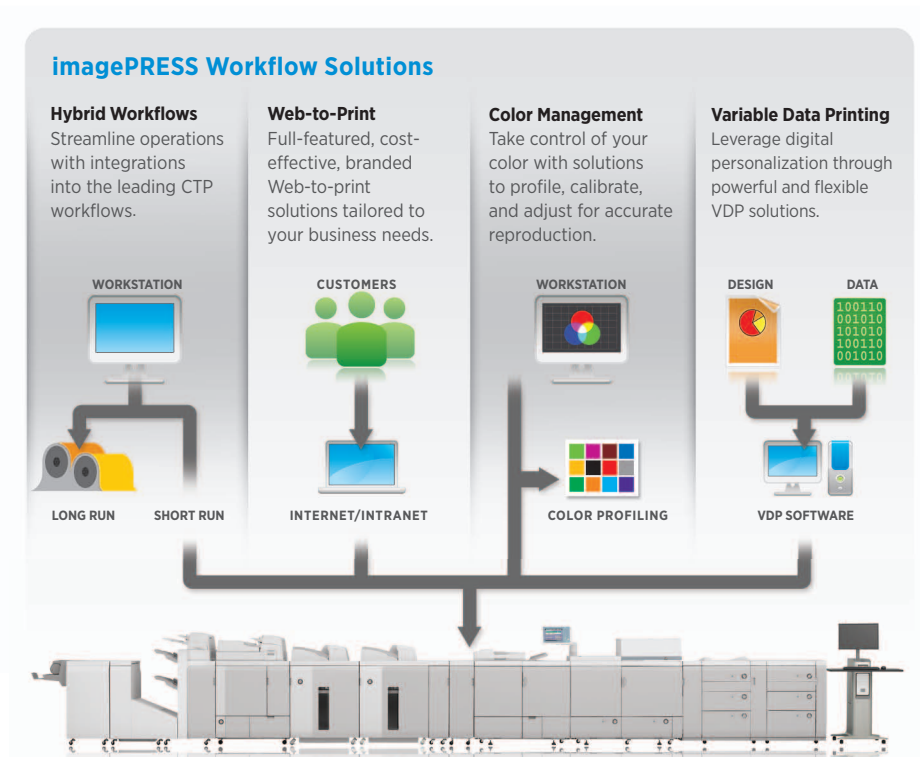 imagePRESS Workflow Solutions
Hybrid Workflows
Streamline operations
with integrations
into the leading CTP
workflows.
WORKSTATION
LONG RUN
SHORT RUN
Web-to-Print
Full-featured, cost-
effective, branded
Web-to-print
solutions tailored to
your business needs.
CUSTOMERS
INTERNET/INTRANET
Color Management
Take control of your
color with solutions
to profile, calibrate,
and adjust for accurate
reproduction.
WORKSTATION
COLOR PROFILING
Variable Data Printing
Leverage digital
personalization through
powerful and flexible
VDP solutions.
DESIGN
DATA
100110
001010
101010
100110
001010
VDP SOFTWARE